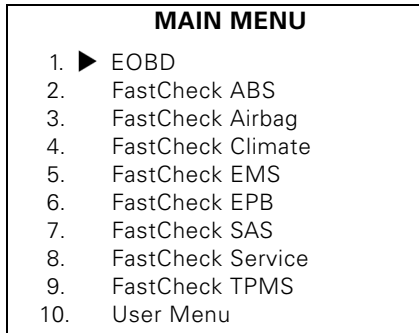 MAIN MENU
1. ▶ EOBD
2. FastCheck ABS
3. FastCheck Airbag
4. FastCheck Climate
5. FastCheck EMS
6. FastCheck EPB
7. FastCheck SAS
8. FastCheck Service
9. FastCheck TPMS
10. User Menu